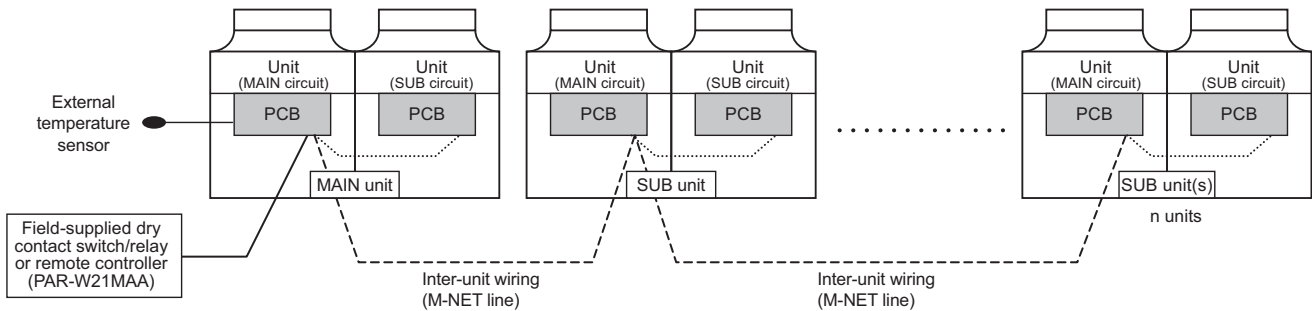 Unit
(MAIN circuit)
PCB
Unit
(SUB circuit)
PCB
Unit
(MAIN circuit)
PCB
Unit
(SUB circuit)
PCB
Unit
(MAIN circuit)
PCB
Unit
(SUB circuit)
PCB
External
temperature
sensor
MAIN unit
SUB unit
SUB unit(s)
n units
Field-supplied dry
contact switch/relay
or remote controller
(PAR-W21MAA)
Inter-unit wiring
(M-NET line)
Inter-unit wiring
(M-NET line)